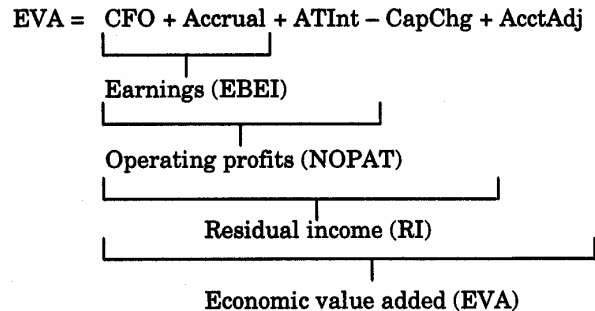 EVA = CFO + Accrual + ATInt – CapChg + AcctAdj
Earnings (EBEI)
Operating profits (NOPAT)
Residual income (RI)
Economic value added (EVA)